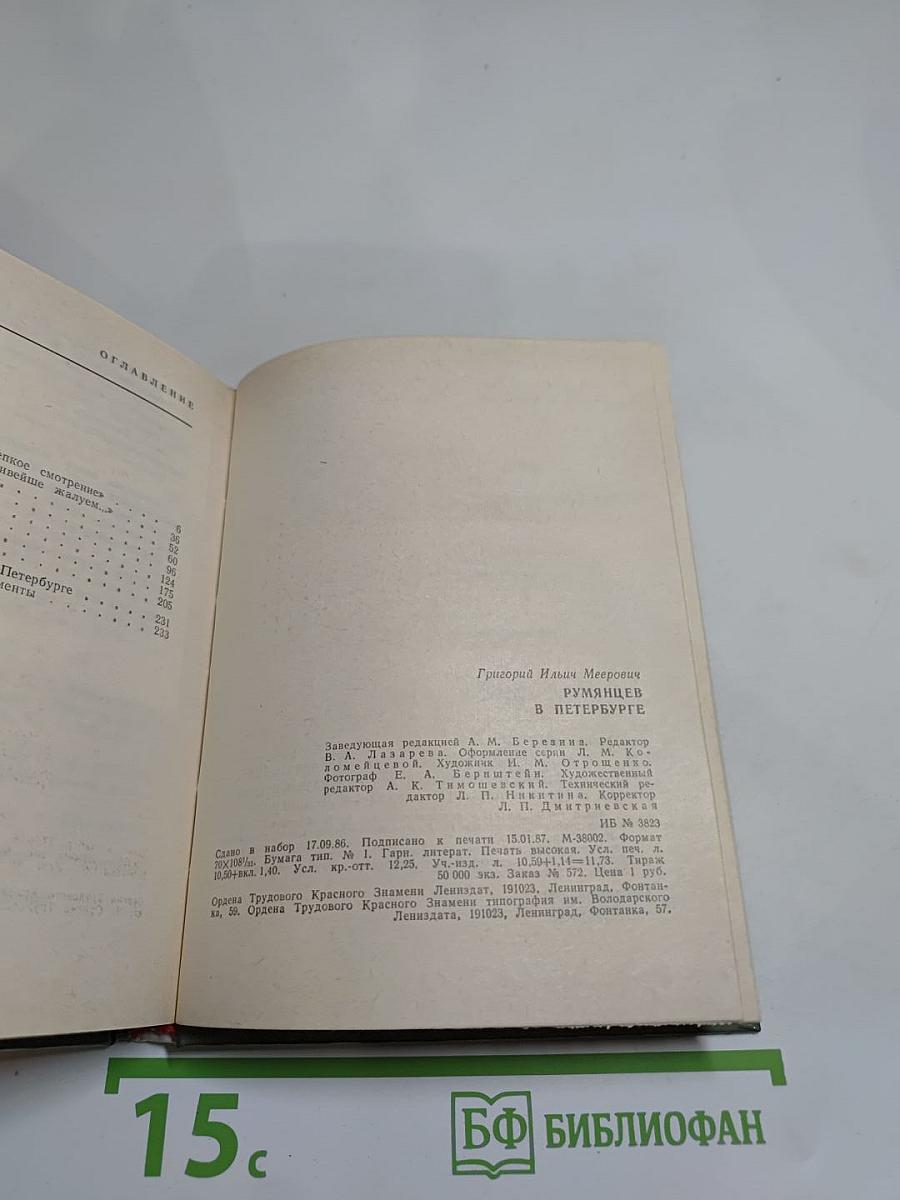 ОГЛАВЛЕНИЕ
смотрение»
жалуем...»
6
36
52
60
96
124
175
205
Петербурге
231
233
Григорий Ильич Меерович
РУМЯНЦЕВ
В ПЕТЕРБУРГЕ
Заведующая редакцией А. М. Березина. Редактор
В. А. Лазарева. Оформление серии Л. М. Ко-
ломейцевой. Художник И. М. Отрощенко.
Фотограф Е. А. Бернштейн. Художественный
редактор А. К. Тимошевский. Технический ре-
дактор Л. П. Никитина. Корректор
Л. П. Дмитриевская
ИБ № 3823
Сдано в набор 17.09.86. Подписано к печати 15.01.87. М-38002. Формат
70×108¹/₃₂. Бумага тип. № 1. Гарн. литерат. Печать высокая. Усл. печ. л.
10,50+вкл. 1,40. Усл. кр.-отт. 12,25. Уч.-изд. л. 10,59+1,14=11,73. Тираж
50 000 экз. Заказ № 572. Цена 1 руб.
Ордена Трудового Красного Знамени Лениздат, 191023, Ленинград, Фонтан-
ка, 59. Ордена Трудового Красного Знамени типография им. Володарского
Лениздата, 191023, Ленинград, Фонтанка, 57.
15 с
БФ БИБЛИОФАН